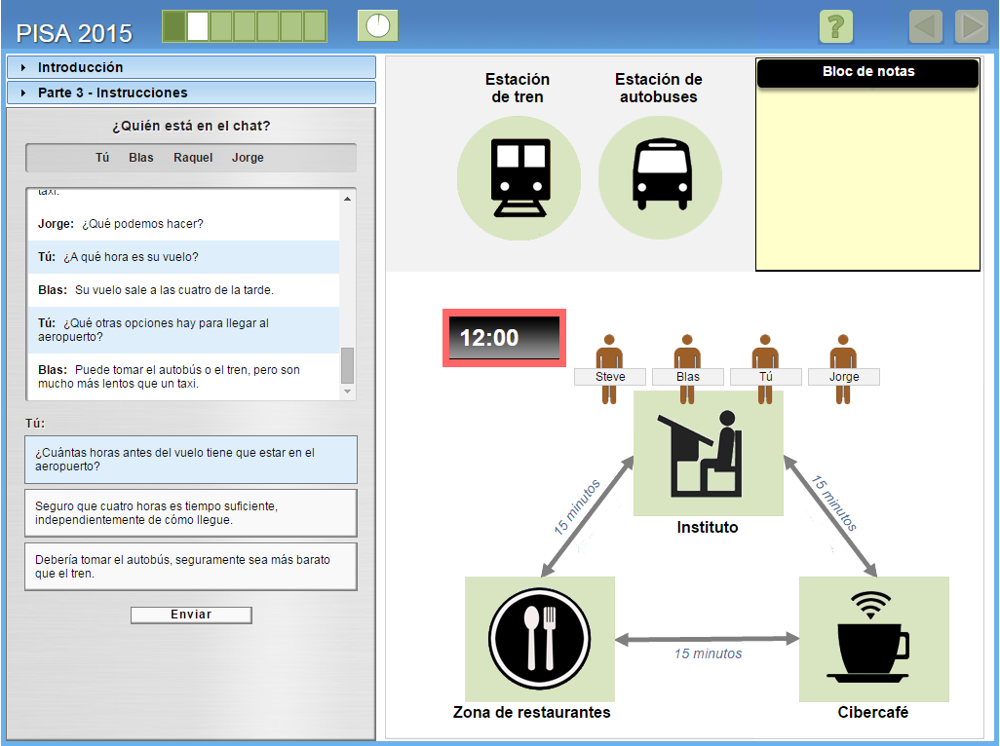 PISA 2015
?
Introducción
Parte 3 - Instrucciones
¿Quién está en el chat?
Tú Blas Raquel Jorge
taxi.
Jorge: ¿Qué podemos hacer?
Tú: ¿A qué hora es su vuelo?
Blas: Su vuelo sale a las cuatro de la tarde.
Tú: ¿Qué otras opciones hay para llegar al
aeropuerto?
Blas: Puede tomar el autobús o el tren, pero son
mucho más lentos que un taxi.
Tú:
¿Cuántas horas antes del vuelo tiene que estar en el
aeropuerto?
Seguro que cuatro horas es tiempo suficiente,
independientemente de cómo llegue.
Debería tomar el autobús, seguramente sea más barato
que el tren.
Enviar
Estación
de tren
Estación de
autobuses
Bloc de notas
12:00
Steve
Blas
Tú
Jorge
Instituto
15 minutos
15 minutos
15 minutos
Zona de restaurantes
Cibercafé